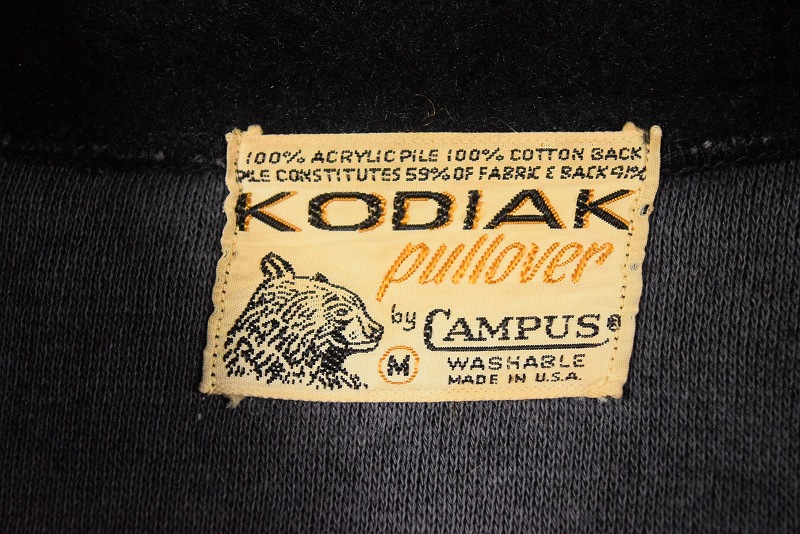 100% ACRYLIC PILE 100% COTTON BACK
PILE CONSTITUTES 59% OF FABRIC & BACK 41%
KODIAK
pullover
by CAMPUS®
M
WASHABLE
MADE IN U.S.A.